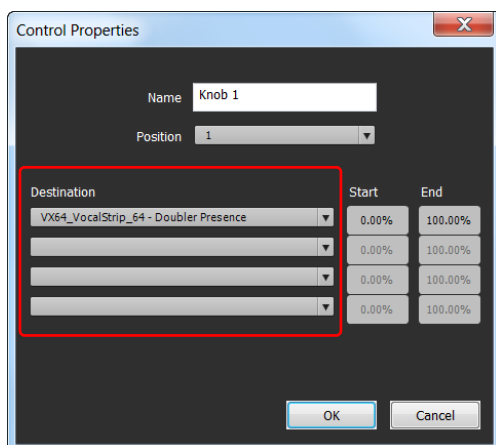 Control Properties
Name Knob 1
Position 1
Destination Start End
VX64_VocalStrip_64 - Doubler Presence 0.00% 100.00%
0.00% 100.00%
0.00% 100.00%
0.00% 100.00%
OK Cancel